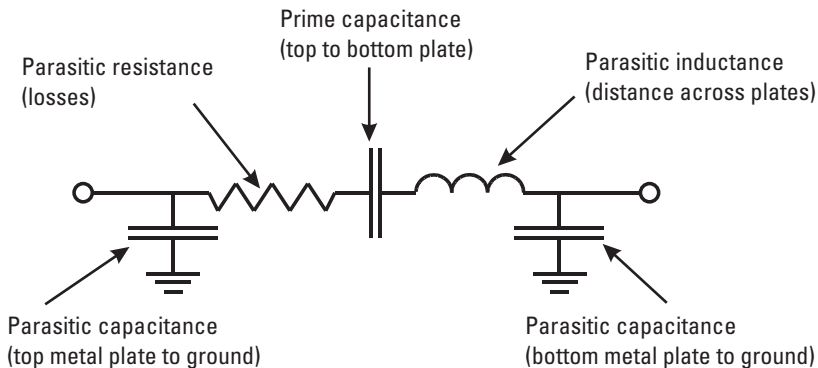 Prime capacitance
(top to bottom plate)
Parasitic resistance
(losses)
Parasitic inductance
(distance across plates)
Parasitic capacitance
(top metal plate to ground)
Parasitic capacitance
(bottom metal plate to ground)